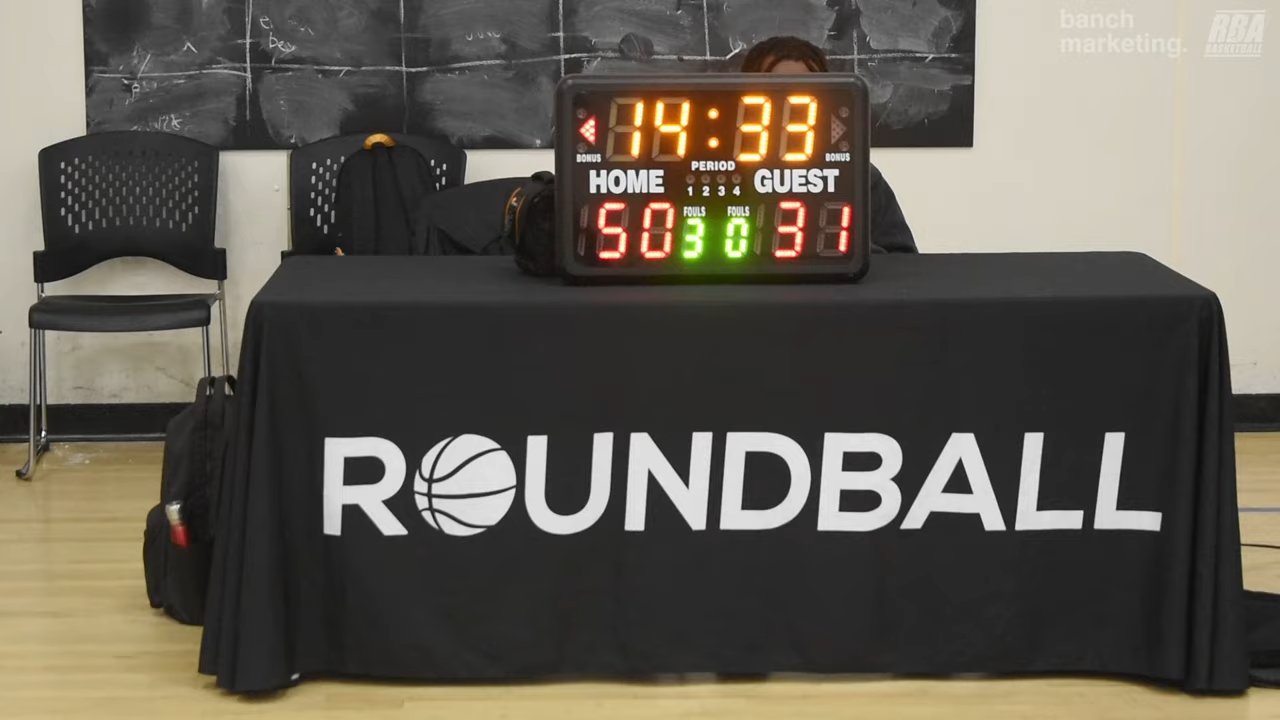 banch
marketing.
RBA
BASKETBALL
14:33
BONUS
BONUS
PERIOD
HOME
GUEST
1 2 3 4
FOULS
FOULS
50
3
0
31
ROUNDBALL